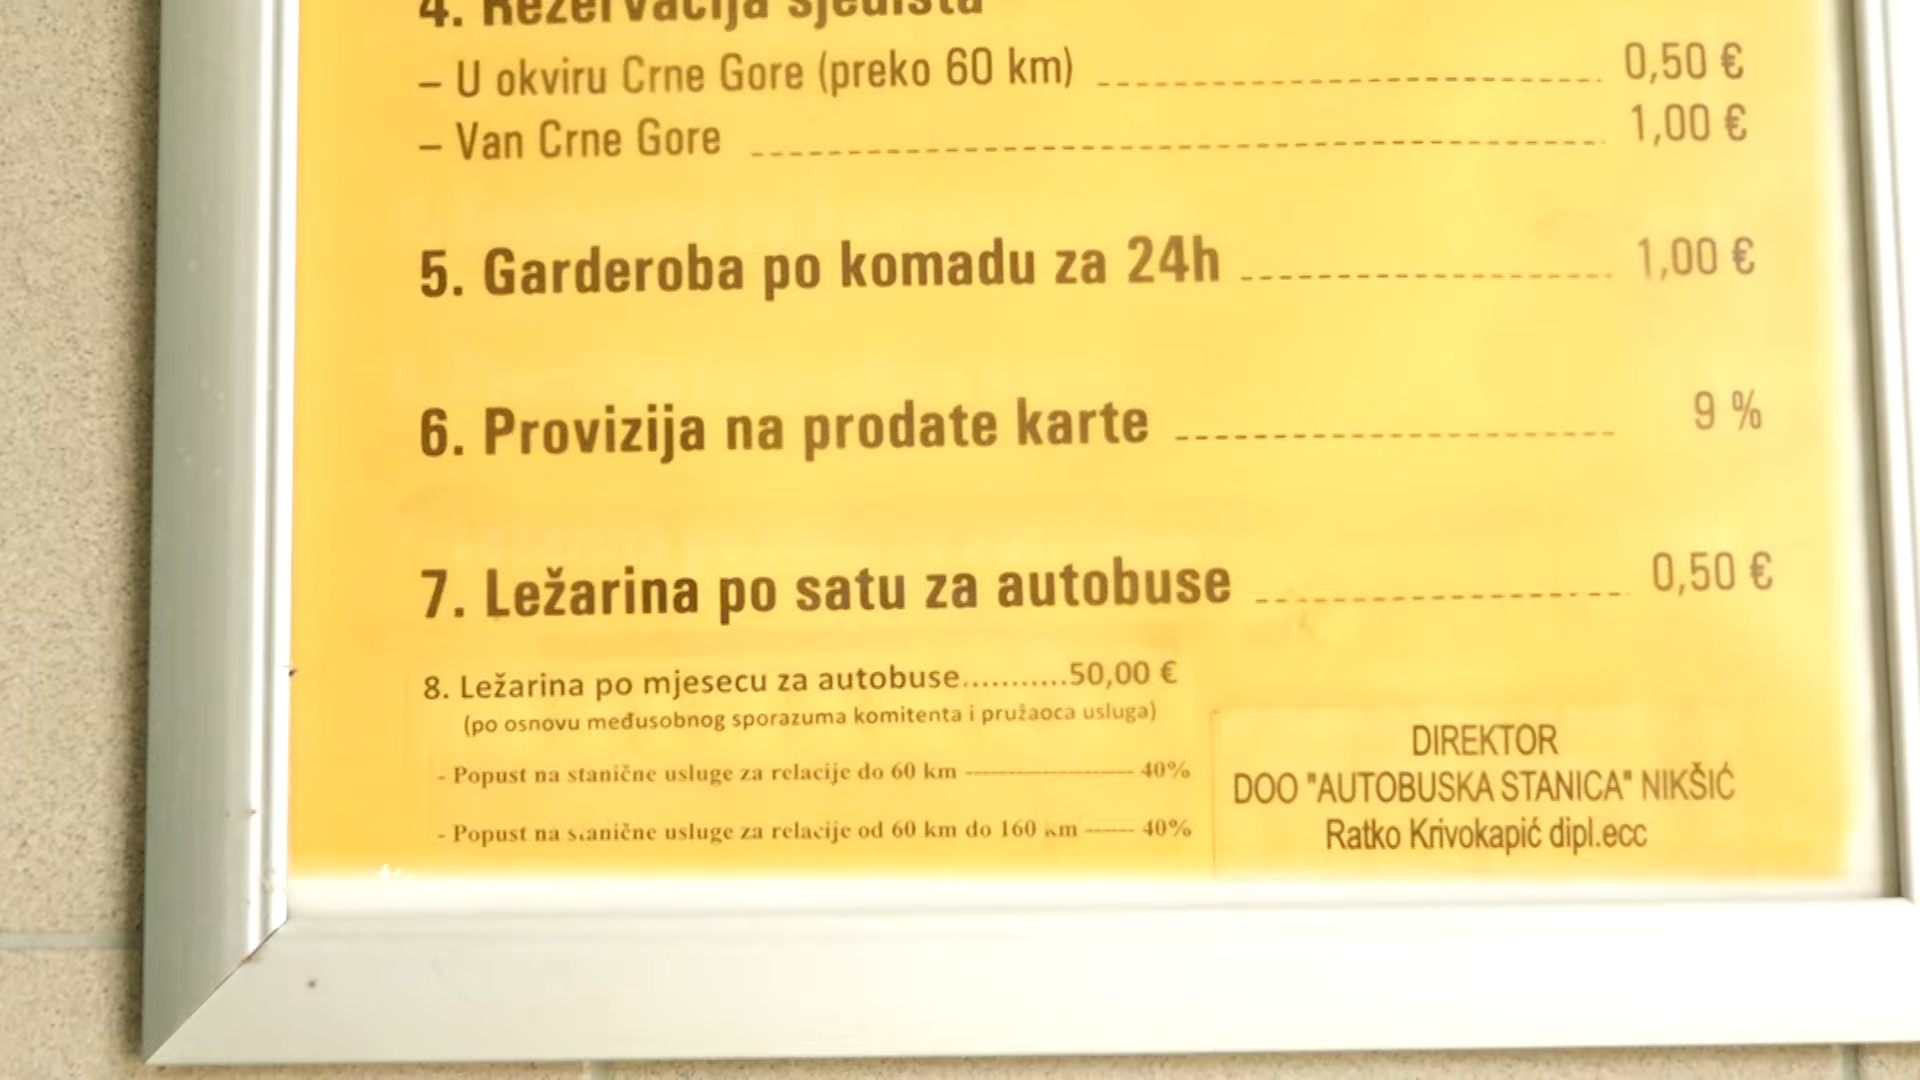 4. Rezervacija sjedišta
– U okviru Crne Gore (preko 60 km) 0,50 €
– Van Crne Gore 1,00 €
5. Garderoba po komadu za 24h 1,00 €
6. Provizija na prodate karte 9 %
7. Ležarina po satu za autobuse 0,50 €
8. Ležarina po mjesecu za autobuse...........50,00 €
(po osnovu međusobnog sporazuma komitenta i pružaoca usluga)
- Popust na stanične usluge za relacije do 60 km 40%
- Popust na stanične usluge za relacije od 60 km do 160 km 40%
DIREKTOR
DOO "AUTOBUSKA STANICA" NIKŠIĆ
Ratko Krivokapić dipl.ecc